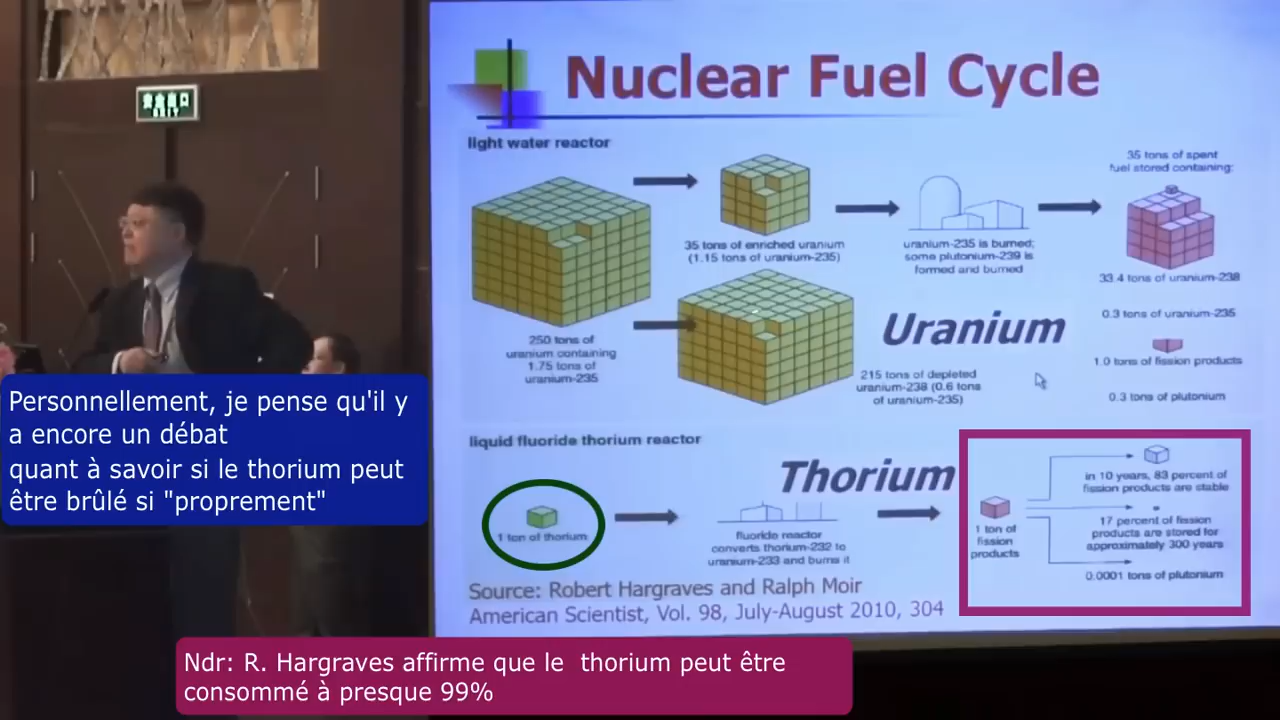 安全出口
EXIT
Nuclear Fuel Cycle
light water reactor
250 tons of
uranium containing
1.75 tons of
uranium-235
35 tons of enriched uranium
(1.15 tons of uranium-235)
215 tons of depleted
uranium-238 (0.6 tons
of uranium-235)
uranium-235 is burned;
some plutonium-239 is
formed and burned
Uranium
35 tons of spent
fuel stored containing:
33.4 tons of uranium-238
0.3 tons of uranium-235
1.0 tons of fission products
0.3 tons of plutonium
liquid fluoride thorium reactor
Thorium
1 ton of thorium
fluoride reactor
converts thorium-232 to
uranium-233 and burns it
1 ton of
fission
products
in 10 years, 83 percent of
fission products are stable
17 percent of fission
products are stored for
approximately 300 years
0.0001 tons of plutonium
Source: Robert Hargraves and Ralph Moir
American Scientist, Vol. 98, July-August 2010, 304
Personnellement, je pense qu'il y
a encore un débat
quant à savoir si le thorium peut
être brûlé si "proprement"
Ndr: R. Hargraves affirme que le  thorium peut être
consommé à presque 99%